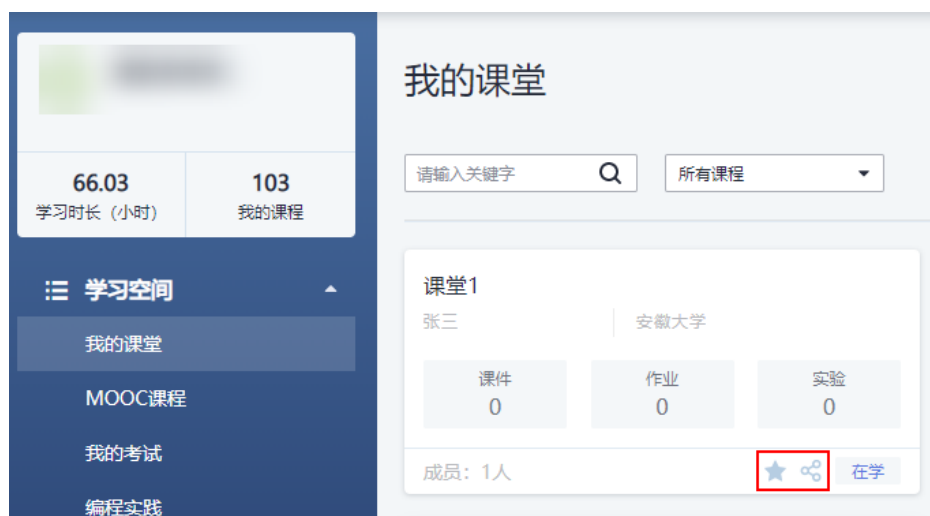 66.03
学习时长（小时）
103
我的课程
学习空间
我的课堂
MOOC课程
我的考试
编程实践
我的课堂
请输入关键字
所有课程
课堂1
张三
安徽大学
课件
0
作业
0
实验
0
成员：1人
在学